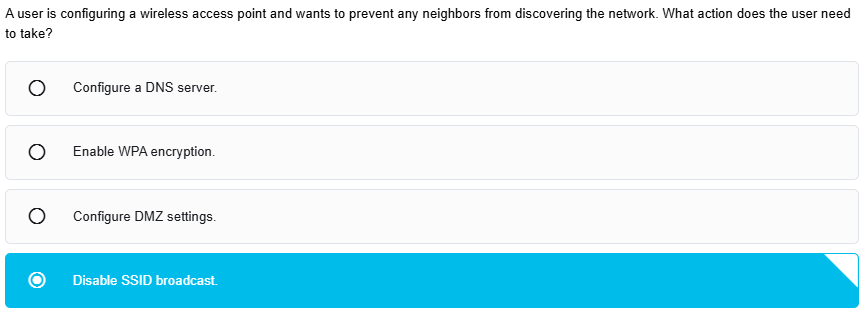 A user is configuring a wireless access point and wants to prevent any neighbors from discovering the network. What action does the user need
to take?
Configure a DNS server.
Enable WPA encryption.
Configure DMZ settings.
Disable SSID broadcast.